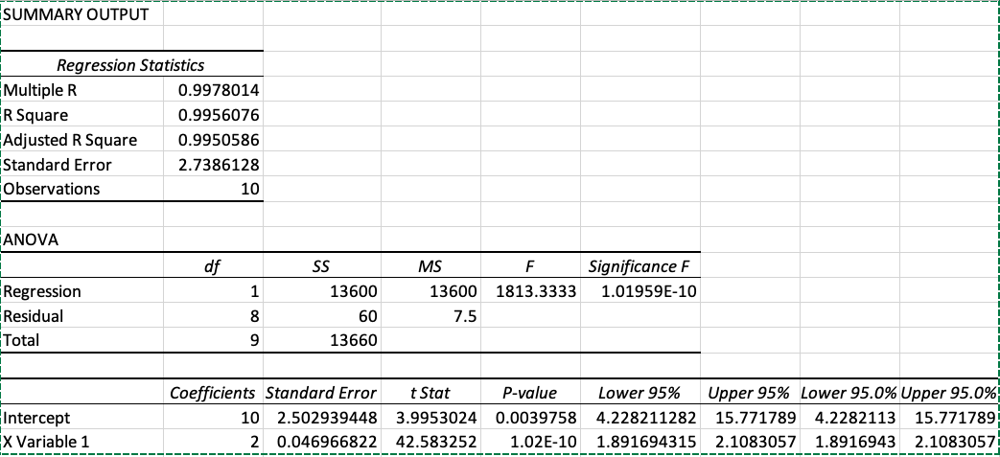 SUMMARY OUTPUT
Regression Statistics
Multiple R 0.9978014
R Square 0.9956076
Adjusted R Square 0.9950586
Standard Error 2.7386128
Observations 10
ANOVA
df SS MS F Significance F
Regression 1 13600 13600 1813.3333 1.01959E-10
Residual 8 60 7.5
Total 9 13660
Coefficients Standard Error t Stat P-value Lower 95% Upper 95% Lower 95.0% Upper 95.0%
Intercept 10 2.502939448 3.9953024 0.0039758 4.228211282 15.771789 4.2282113 15.771789
X Variable 1 2 0.046966822 42.583252 1.02E-10 1.891694315 2.1083057 1.8916943 2.1083057